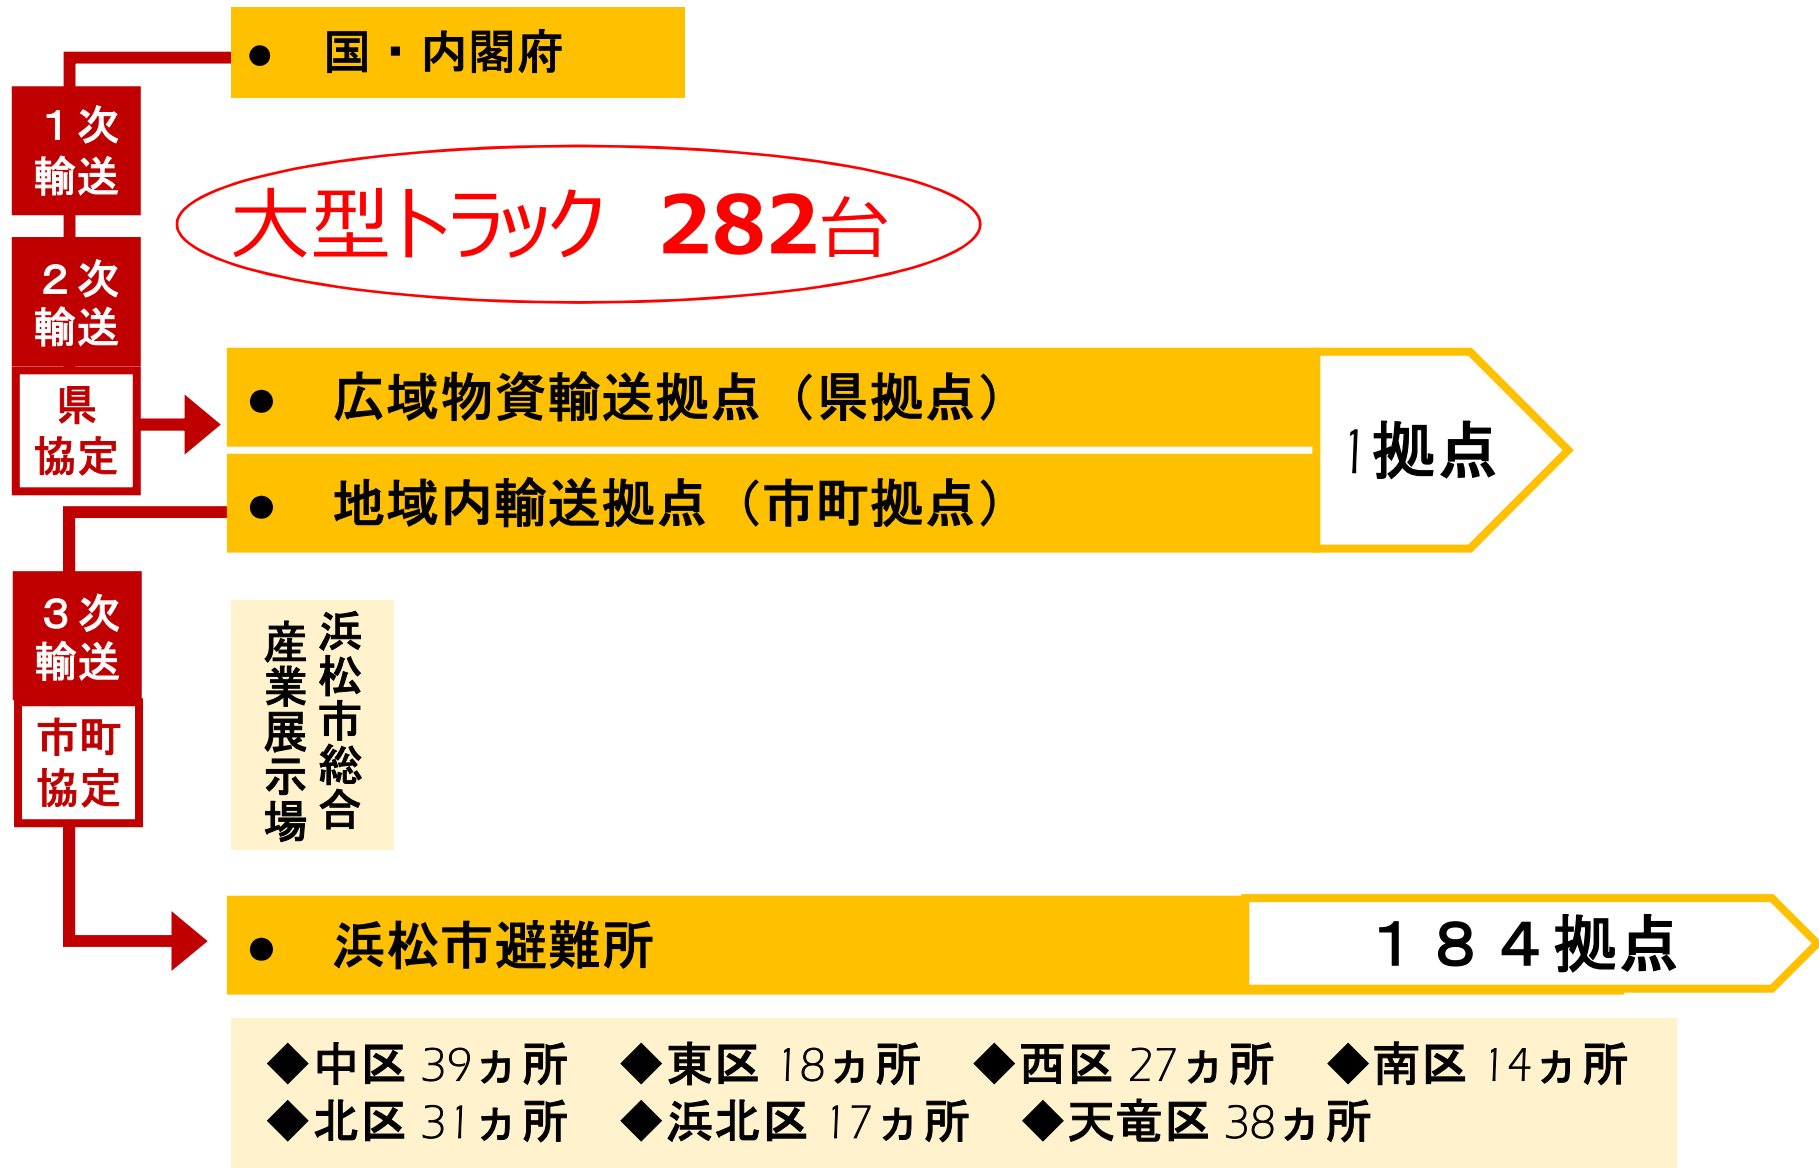 ● 国・内閣府
１次
輸送
大型トラック 282台
２次
輸送
県
協定
● 広域物資輸送拠点（県拠点）
● 地域内輸送拠点（市町拠点）
1拠点
３次
輸送
市町
協定
浜松市総合
産業展示場
● 浜松市避難所
１８４拠点
◆中区 39ヵ所 ◆東区 18ヵ所 ◆西区 27ヵ所 ◆南区 14ヵ所
◆北区 31ヵ所 ◆浜北区 17ヵ所 ◆天竜区 38ヵ所